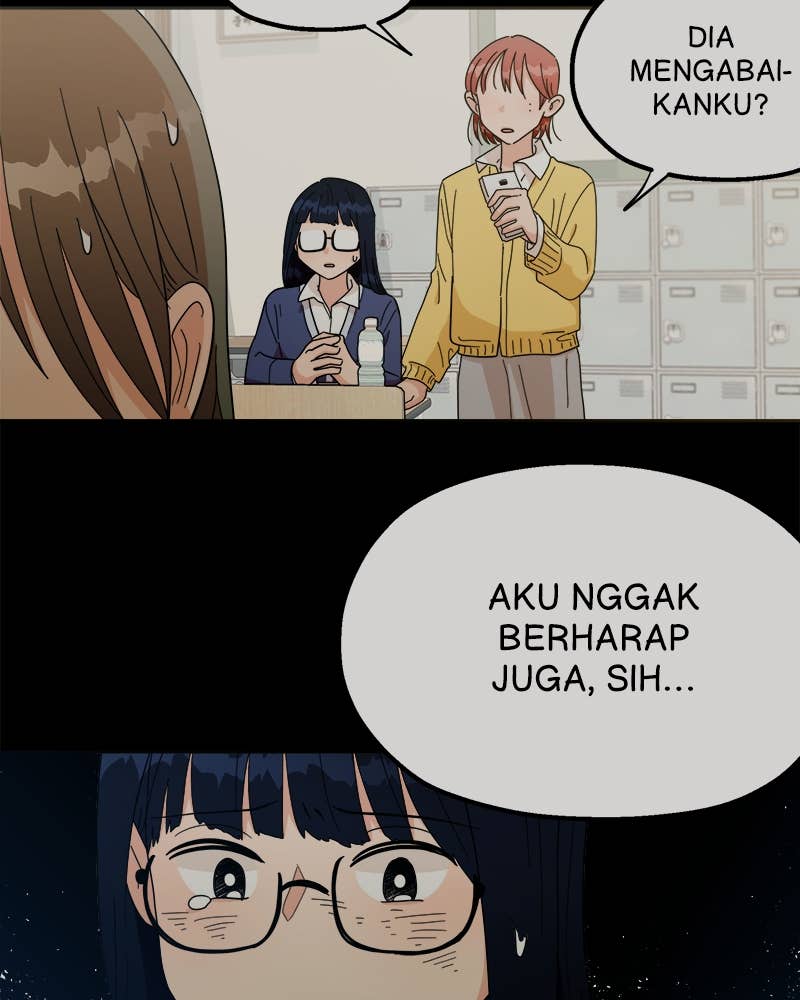 DIA
MENGABAI-
KANKU?
AKU NGGAK
BERHARAP
JUGA, SIH...